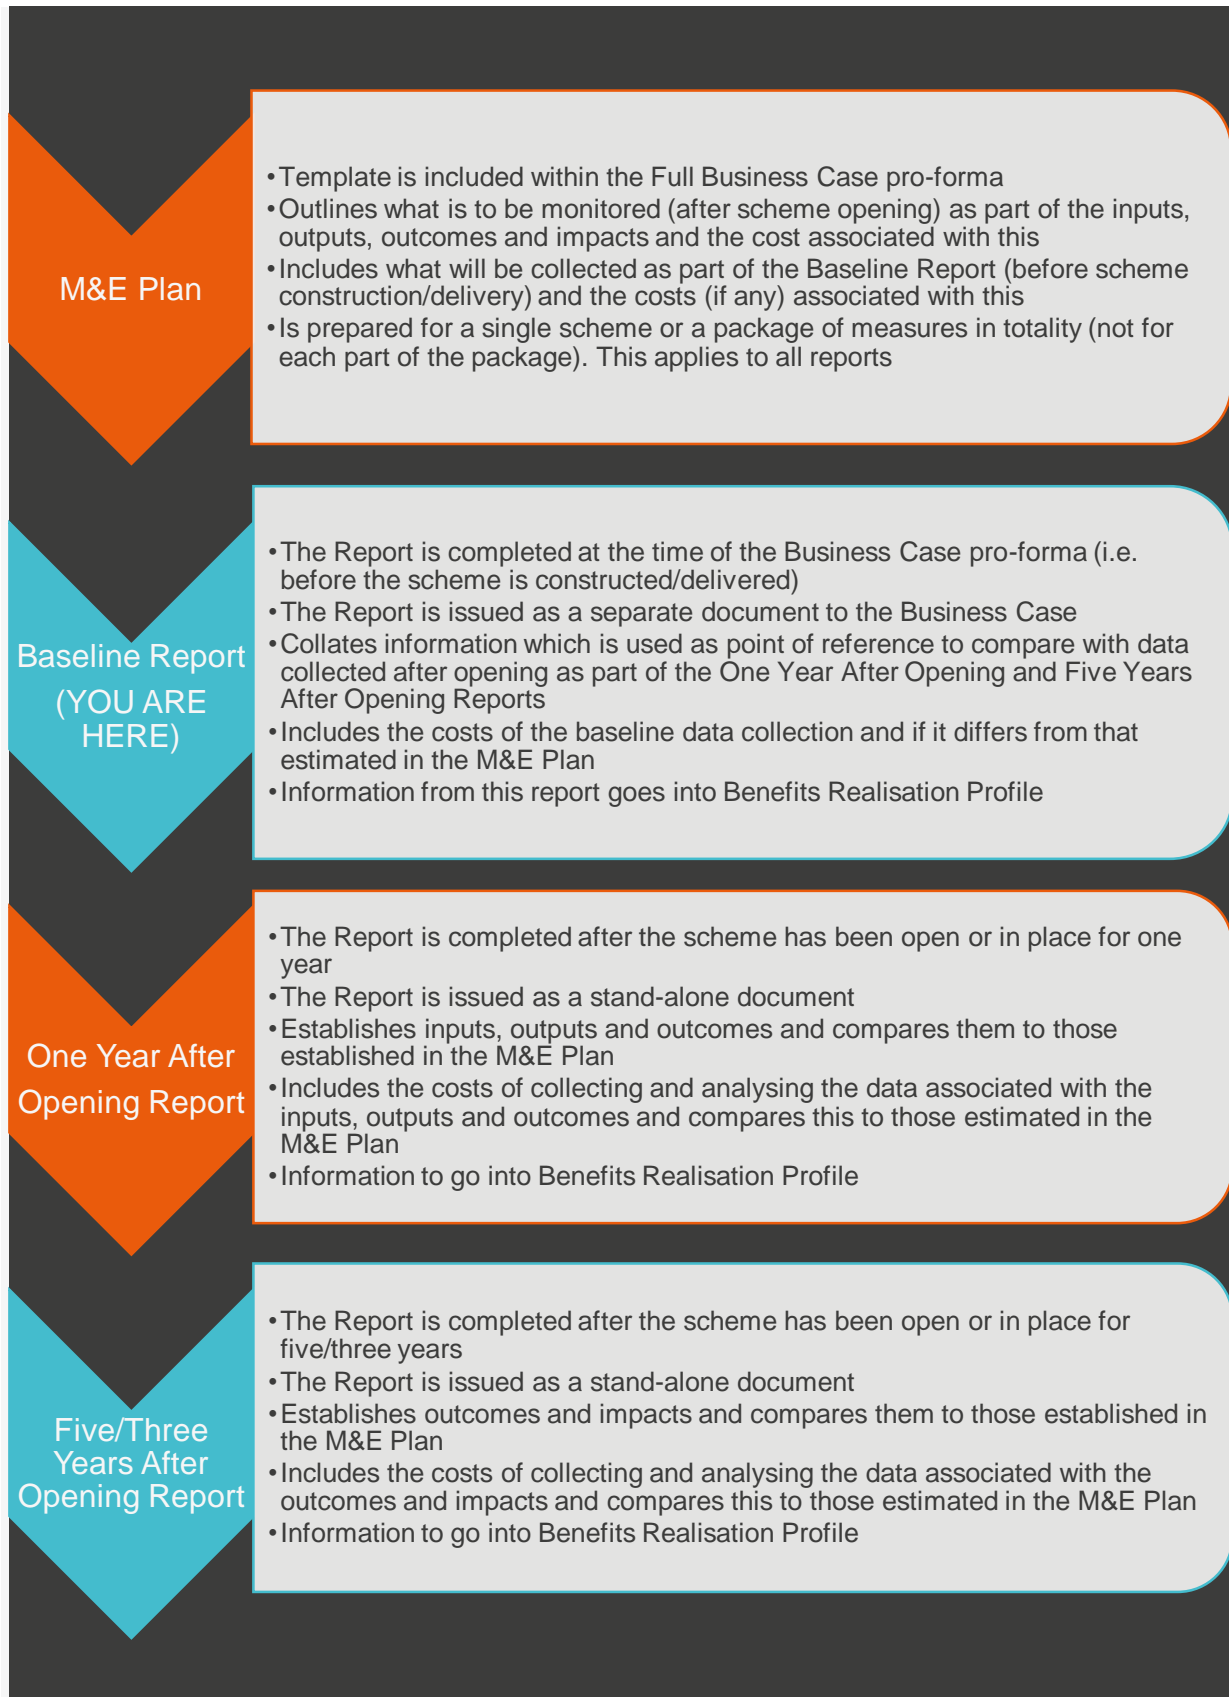 M&E Plan
•Template is included within the Full Business Case pro-forma
•Outlines what is to be monitored (after scheme opening) as part of the inputs,
outputs, outcomes and impacts and the cost associated with this
•Includes what will be collected as part of the Baseline Report (before scheme
construction/delivery) and the costs (if any) associated with this
•Is prepared for a single scheme or a package of measures in totality (not for
each part of the package). This applies to all reports
Baseline Report
(YOU ARE
HERE)
•The Report is completed at the time of the Business Case pro-forma (i.e.
before the scheme is constructed/delivered)
•The Report is issued as a separate document to the Business Case
•Collates information which is used as point of reference to compare with data
collected after opening as part of the One Year After Opening and Five Years
After Opening Reports
•Includes the costs of the baseline data collection and if it differs from that
estimated in the M&E Plan
•Information from this report goes into Benefits Realisation Profile
One Year After
Opening Report
•The Report is completed after the scheme has been open or in place for one
year
•The Report is issued as a stand-alone document
•Establishes inputs, outputs and outcomes and compares them to those
established in the M&E Plan
•Includes the costs of collecting and analysing the data associated with the
inputs, outputs and outcomes and compares this to those estimated in the
M&E Plan
•Information to go into Benefits Realisation Profile
Five/Three
Years After
Opening Report
•The Report is completed after the scheme has been open or in place for
five/three years
•The Report is issued as a stand-alone document
•Establishes outcomes and impacts and compares them to those established in
the M&E Plan
•Includes the costs of collecting and analysing the data associated with the
outcomes and impacts and compares this to those estimated in the M&E Plan
•Information to go into Benefits Realisation Profile